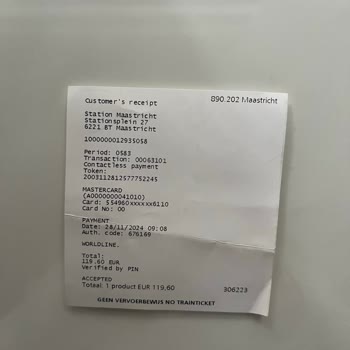 Customer's receipt 890.202 Maastricht
Station Maastricht
Stationsplein 27
6221 BT Maastricht
1000000012935058
Period: 0583
Transaction: 00063101
Contactless payment
Token:
2003112812577752245
MASTERCARD
(A0000000041010)
Card: 554960xxxxxx6110
Card No: 00
PAYMENT
Date: 28/11/2024 09:08
Auth. code: 676169
WORLDLINE.
Total:
119.60 EUR
Verified by PIN
ACCEPTED
Totaal: 1 product EUR 119,60 306223
GEEN VERVOERBEWIJS NO TRAINTICKET